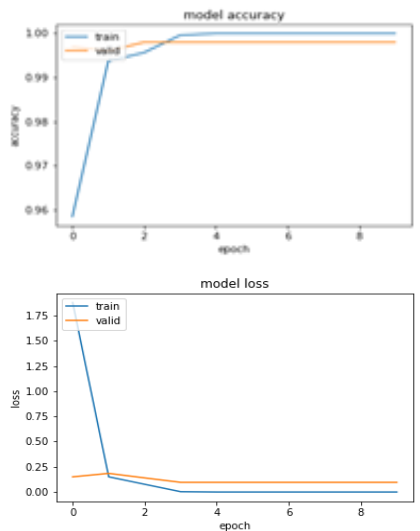 model accuracy
1.00
0.99
0.98
0.97
0.96
accuracy
train
valid
0 2 4 6 8
epoch
model loss
1.75
1.50
1.25
1.00
0.75
0.50
0.25
0.00
loss
train
valid
0 2 4 6 8
epoch